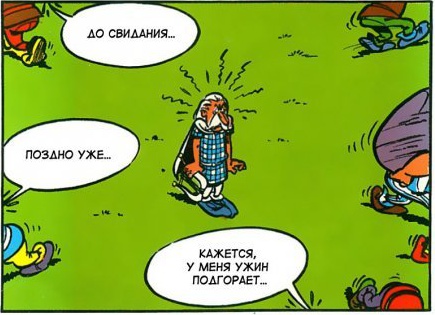 ДО СВИДАНИЯ...
ПОЗДНО УЖЕ...
КАЖЕТСЯ,
У МЕНЯ УЖИН
ПОДГОРАЕТ...